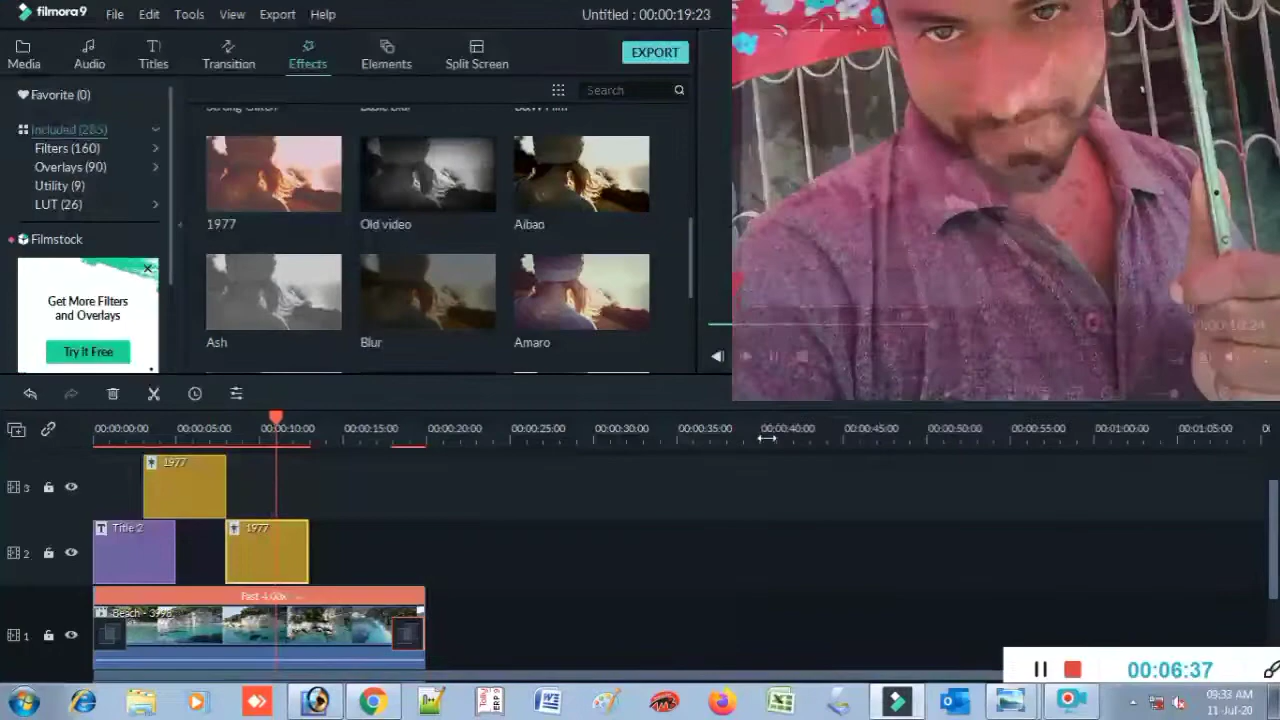 filmora9 File Edit Tools View Export Help Untitled : 00:00:19:23
Media Audio Titles Transition Effects Elements Split Screen EXPORT
Favorite (0)
Search
Included (285)
Filters (160)
Overlays (90)
Utility (9)
LUT (26)
Filmstock
Get More Filters
and Overlays
Try It Free
1977 Old video Aibao
Ash Blur Amaro
00:00:00:00 00:00:05:00 00:00:10:00 00:00:15:00 00:00:20:00 00:00:25:00 00:00:30:00 00:00:35:00 00:00:40:00 00:00:45:00 00:00:50:00 00:00:55:00 00:01:00:00 00:01:05:00
3 1977
2 Title 2 1977
Fast 4.00x
Beach - 3998
1
00:06:37
09:33 AM
11-Jul-20